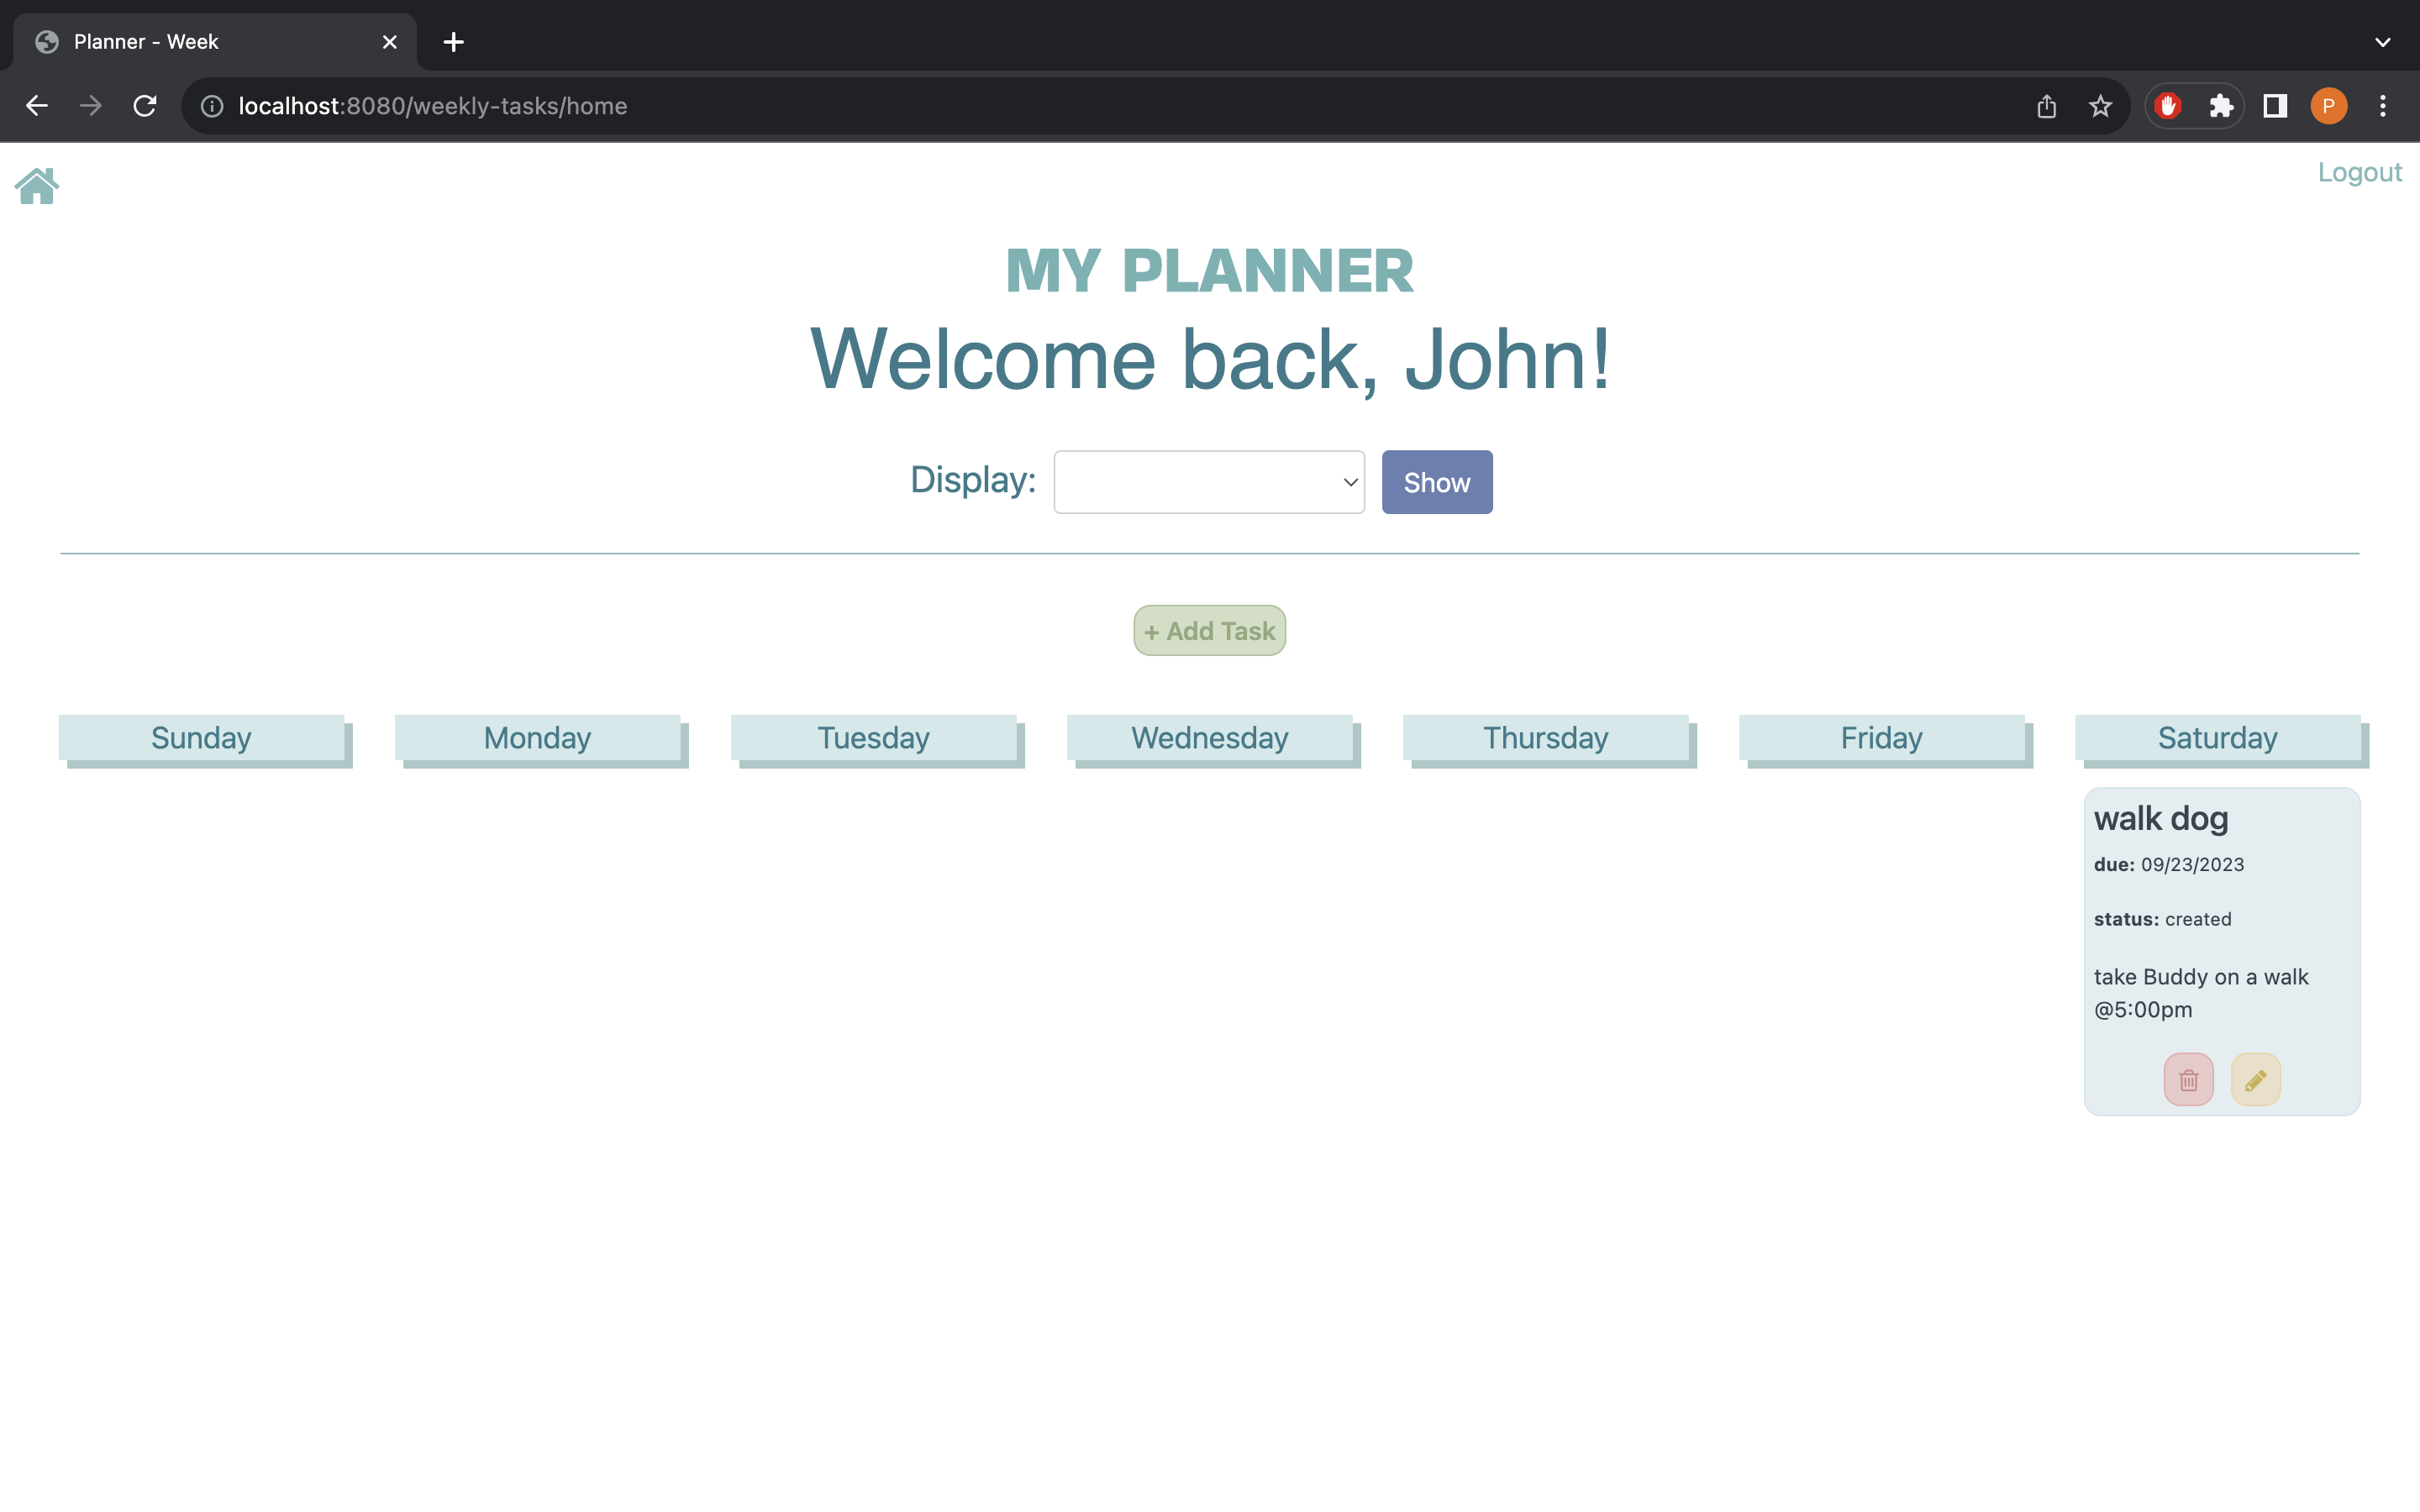 Planner - Week
localhost:8080/weekly-tasks/home
P
Logout
MY PLANNER
Welcome back, John!
Display:
Show
+ Add Task
Sunday
Monday
Tuesday
Wednesday
Thursday
Friday
Saturday
walk dog
due: 09/23/2023
status: created
take Buddy on a walk
@5:00pm